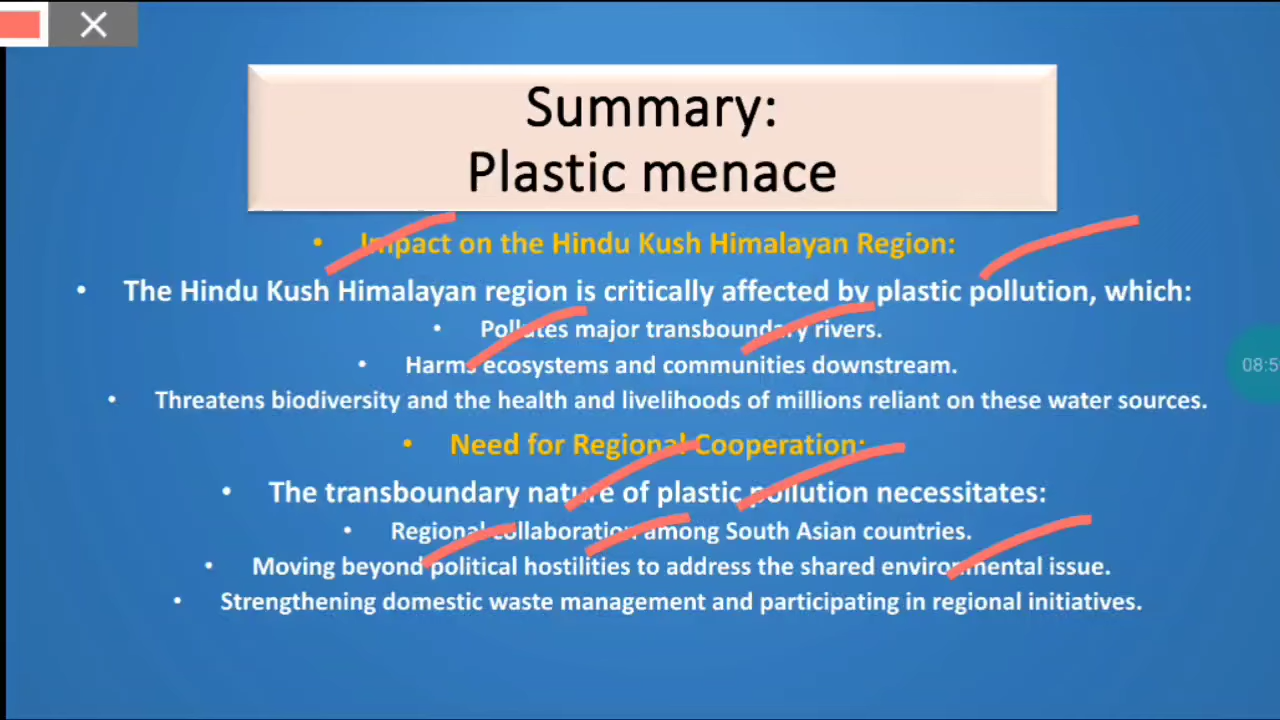 Summary:
Plastic menace
• Impact on the Hindu Kush Himalayan Region:
• The Hindu Kush Himalayan region is critically affected by plastic pollution, which:
• Pollutes major transboundary rivers.
• Harms ecosystems and communities downstream.
• Threatens biodiversity and the health and livelihoods of millions reliant on these water sources.
• Need for Regional Cooperation:
• The transboundary nature of plastic pollution necessitates:
• Regional collaboration among South Asian countries.
• Moving beyond political hostilities to address the shared environmental issue.
• Strengthening domestic waste management and participating in regional initiatives.